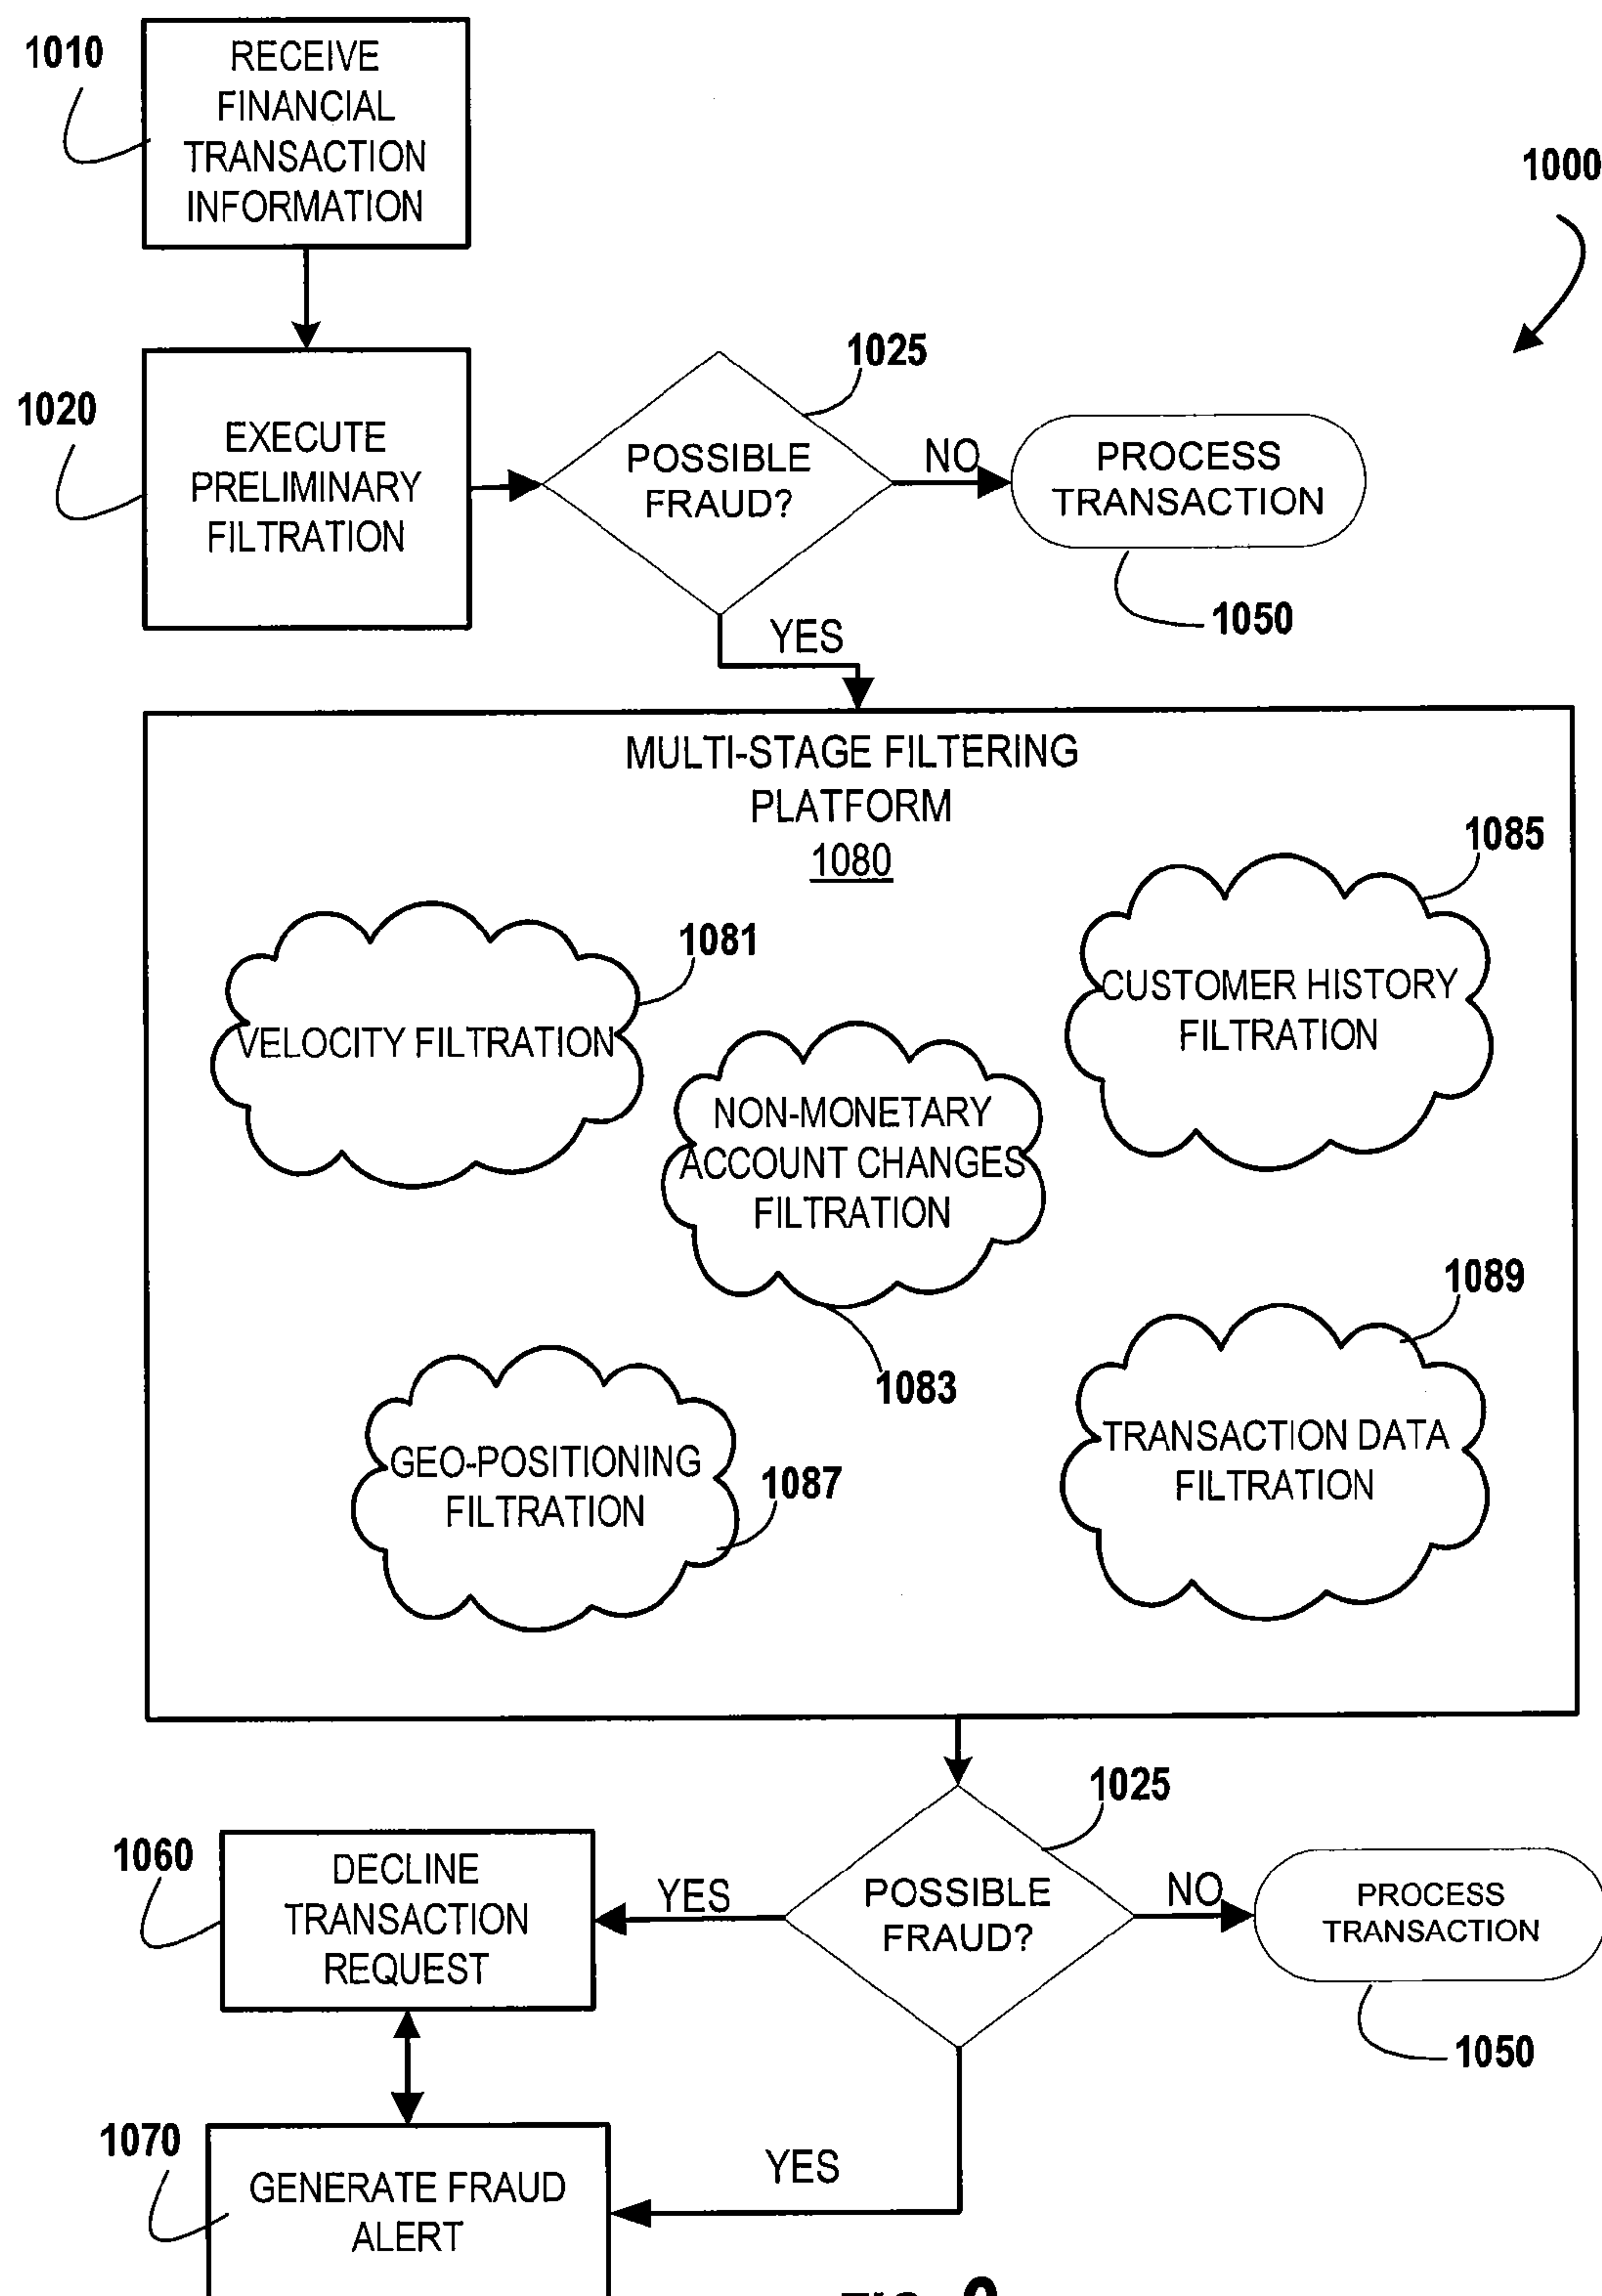 1010
RECEIVE
FINANCIAL
TRANSACTION
INFORMATION
1000
1020
EXECUTE
PRELIMINARY
FILTRATION
1025
POSSIBLE
FRAUD?
NO
PROCESS
TRANSACTION
1050
YES
MULTI-STAGE FILTERING
PLATFORM
1080
1085
1081
CUSTOMER HISTORY
FILTRATION
VELOCITY FILTRATION
NON-MONETARY
ACCOUNT CHANGES
FILTRATION
1083
1089
GEO-POSITIONING
FILTRATION
1087
TRANSACTION DATA
FILTRATION
1025
1060
DECLINE
TRANSACTION
REQUEST
YES
POSSIBLE
FRAUD?
NO
PROCESS
TRANSACTION
1050
1070
GENERATE FRAUD
ALERT
YES